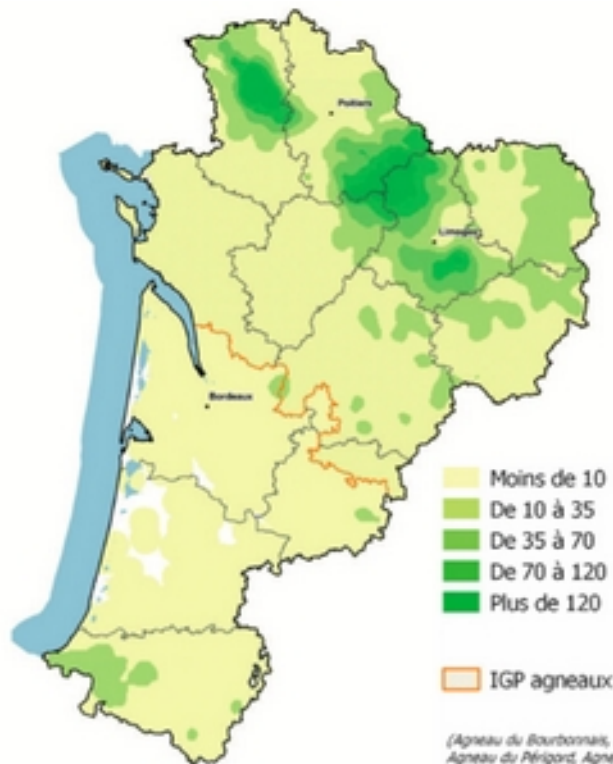 Poitiers
Limoges
Bordeaux
Moins de 10
De 10 à 35
De 35 à 70
De 70 à 120
Plus de 120
IGP agneaux
(Agneau du Bourbonnais,
Agneau du Périgord, Agne